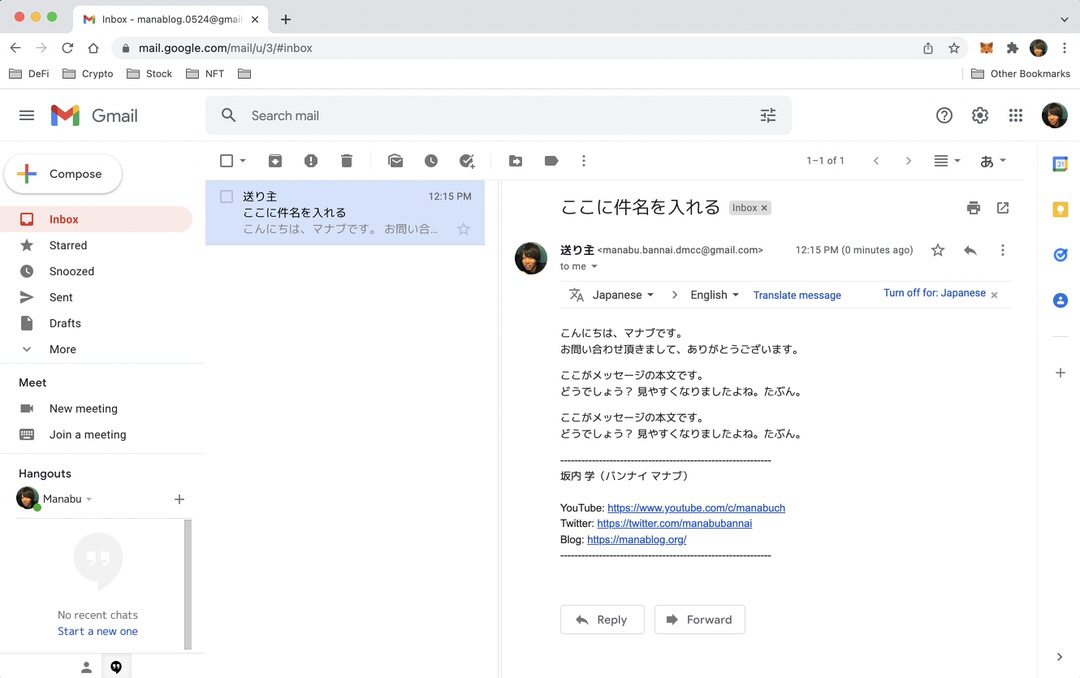 Inbox - manablog.0524@gmai
mail.google.com/mail/u/3/#inbox
DeFi
Crypto
Stock
NFT
Other Bookmarks
Gmail
Search mail
Compose
1–1 of 1
あ
Inbox
Starred
Snoozed
Sent
Drafts
More
Meet
New meeting
Join a meeting
Hangouts
Manabu
No recent chats
Start a new one
送り主
12:15 PM
ここに件名を入れる
こんにちは、マナブです。 お問い合...
ここに件名を入れる
Inbox ×
送り主 <manabu.bannai.dmcc@gmail.com>
12:15 PM (0 minutes ago)
to me
Japanese
English
Translate message
Turn off for: Japanese
こんにちは、マナブです。
お問い合わせ頂きまして、ありがとうございます。
ここがメッセージの本文です。
どうでしょう？ 見やすくなりましたよね。たぶん。
ここがメッセージの本文です。
どうでしょう？ 見やすくなりましたよね。たぶん。
------------------------------------------------------------
坂内 学（バンナイ マナブ）
YouTube: https://www.youtube.com/c/manabuch
Twitter: https://twitter.com/manabubannai
Blog: https://manablog.org/
------------------------------------------------------------
Reply
Forward
31